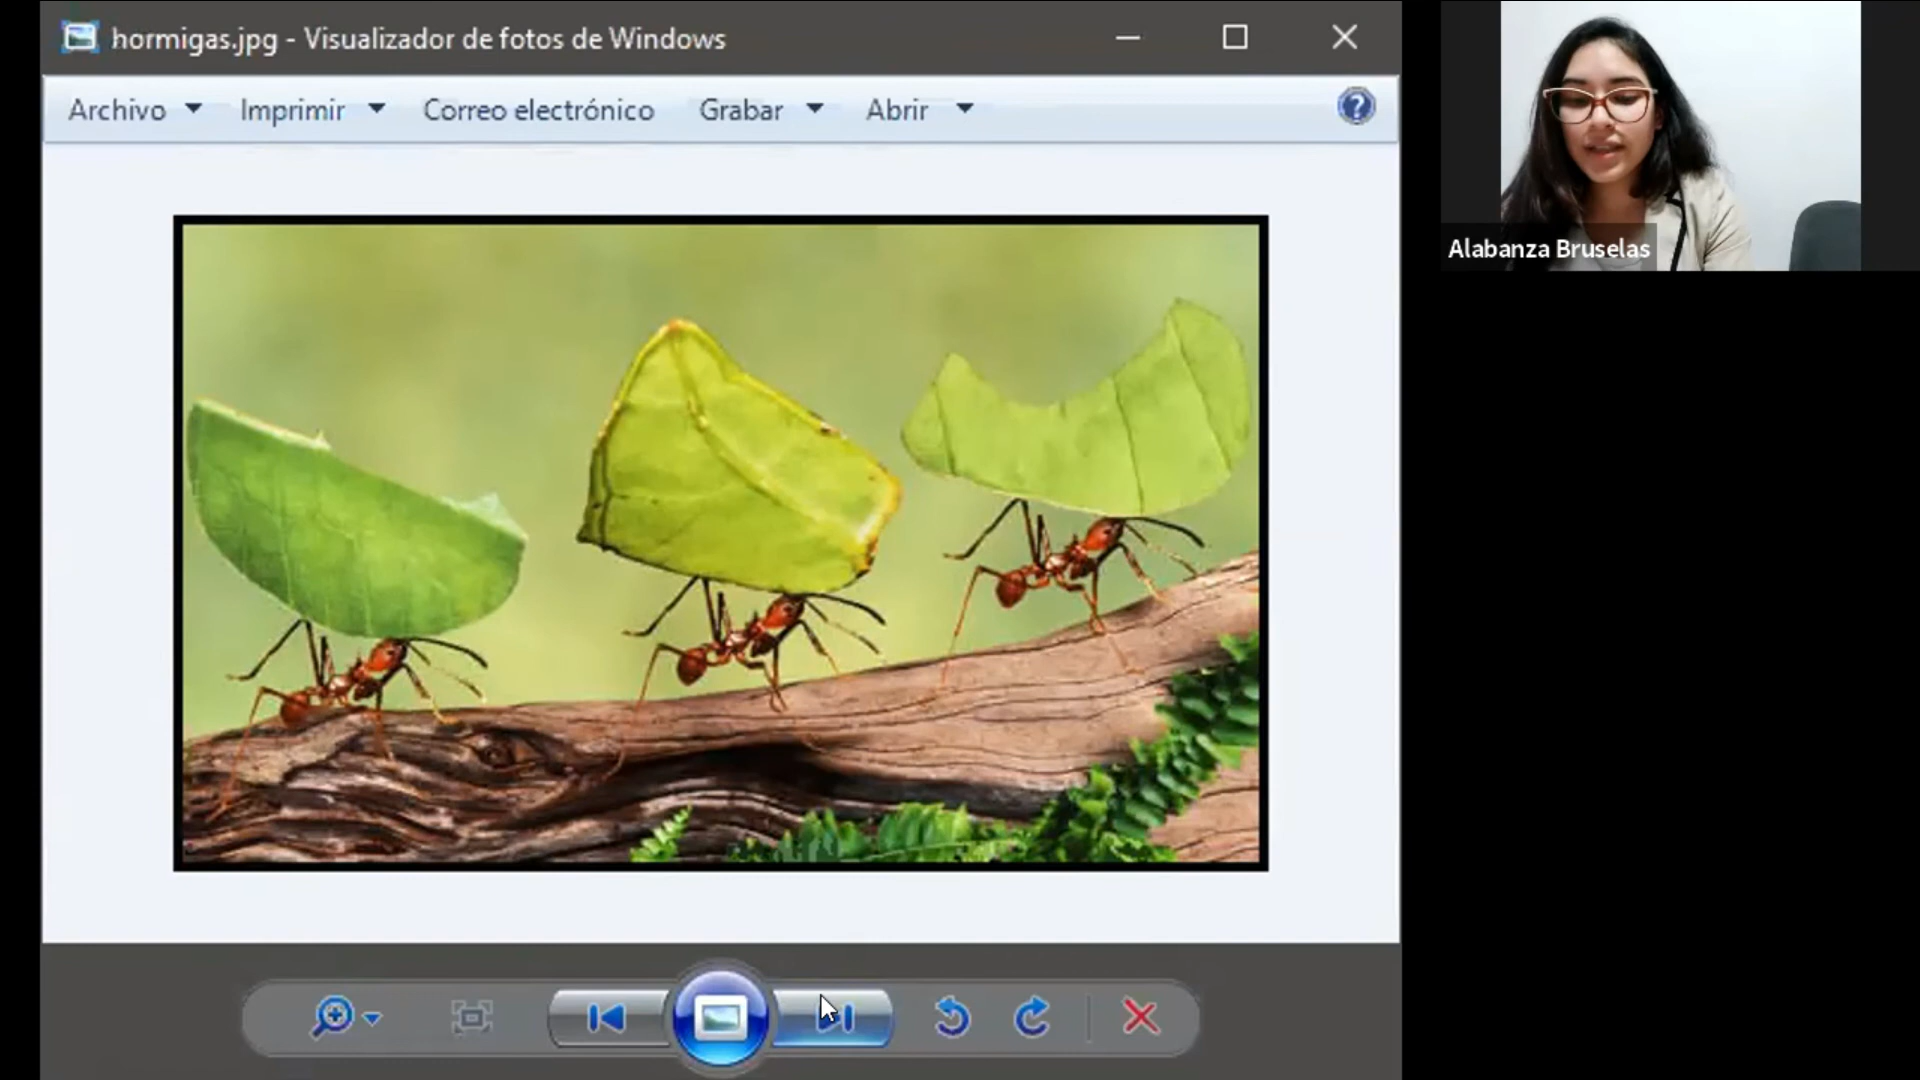 hormigas.jpg - Visualizador de fotos de Windows
Archivo Imprimir Correo electrónico Grabar Abrir
Alabanza Bruselas